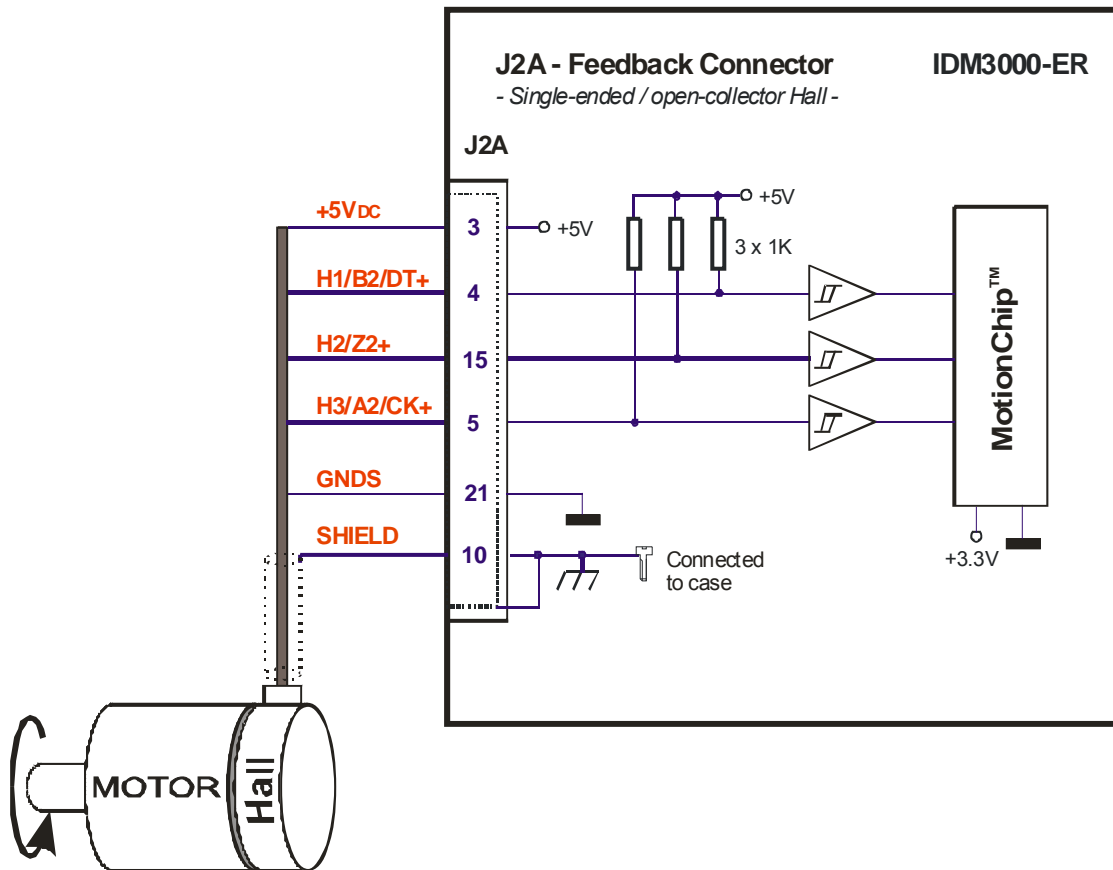 J2A - Feedback Connector
IDM3000-ER
- Single-ended / open-collector Hall -
J2A
+5VDC
3
+5V
+5V
3 x 1K
H1/B2/DT+
4
H2/Z2+
15
H3/A2/CK+
5
MotionChip™
GNDS
21
SHIELD
10
Connected
to case
+3.3V
MOTOR
Hall